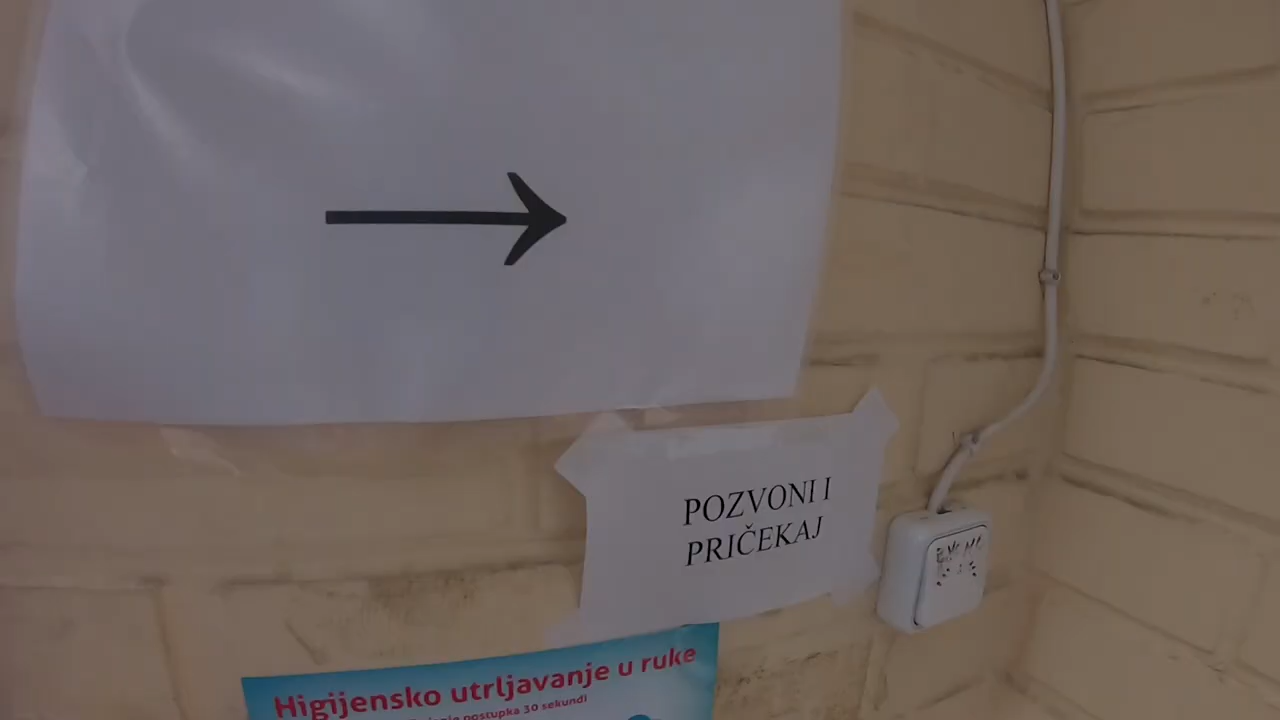 POZVONI I
PRIČEKAJ
Higijensko utrljavanje u ruke
postupka 30 sekundi